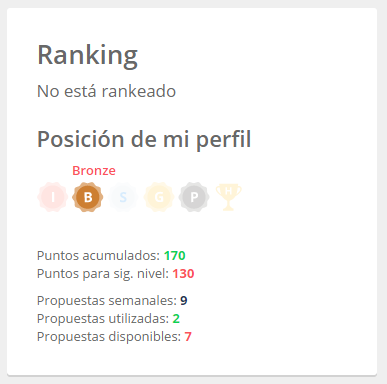 Ranking
No está rankeado
Posición de mi perfil
Bronze
I B S G P H
Puntos acumulados: 170
Puntos para sig. nivel: 130
Propuestas semanales: 9
Propuestas utilizadas: 2
Propuestas disponibles: 7